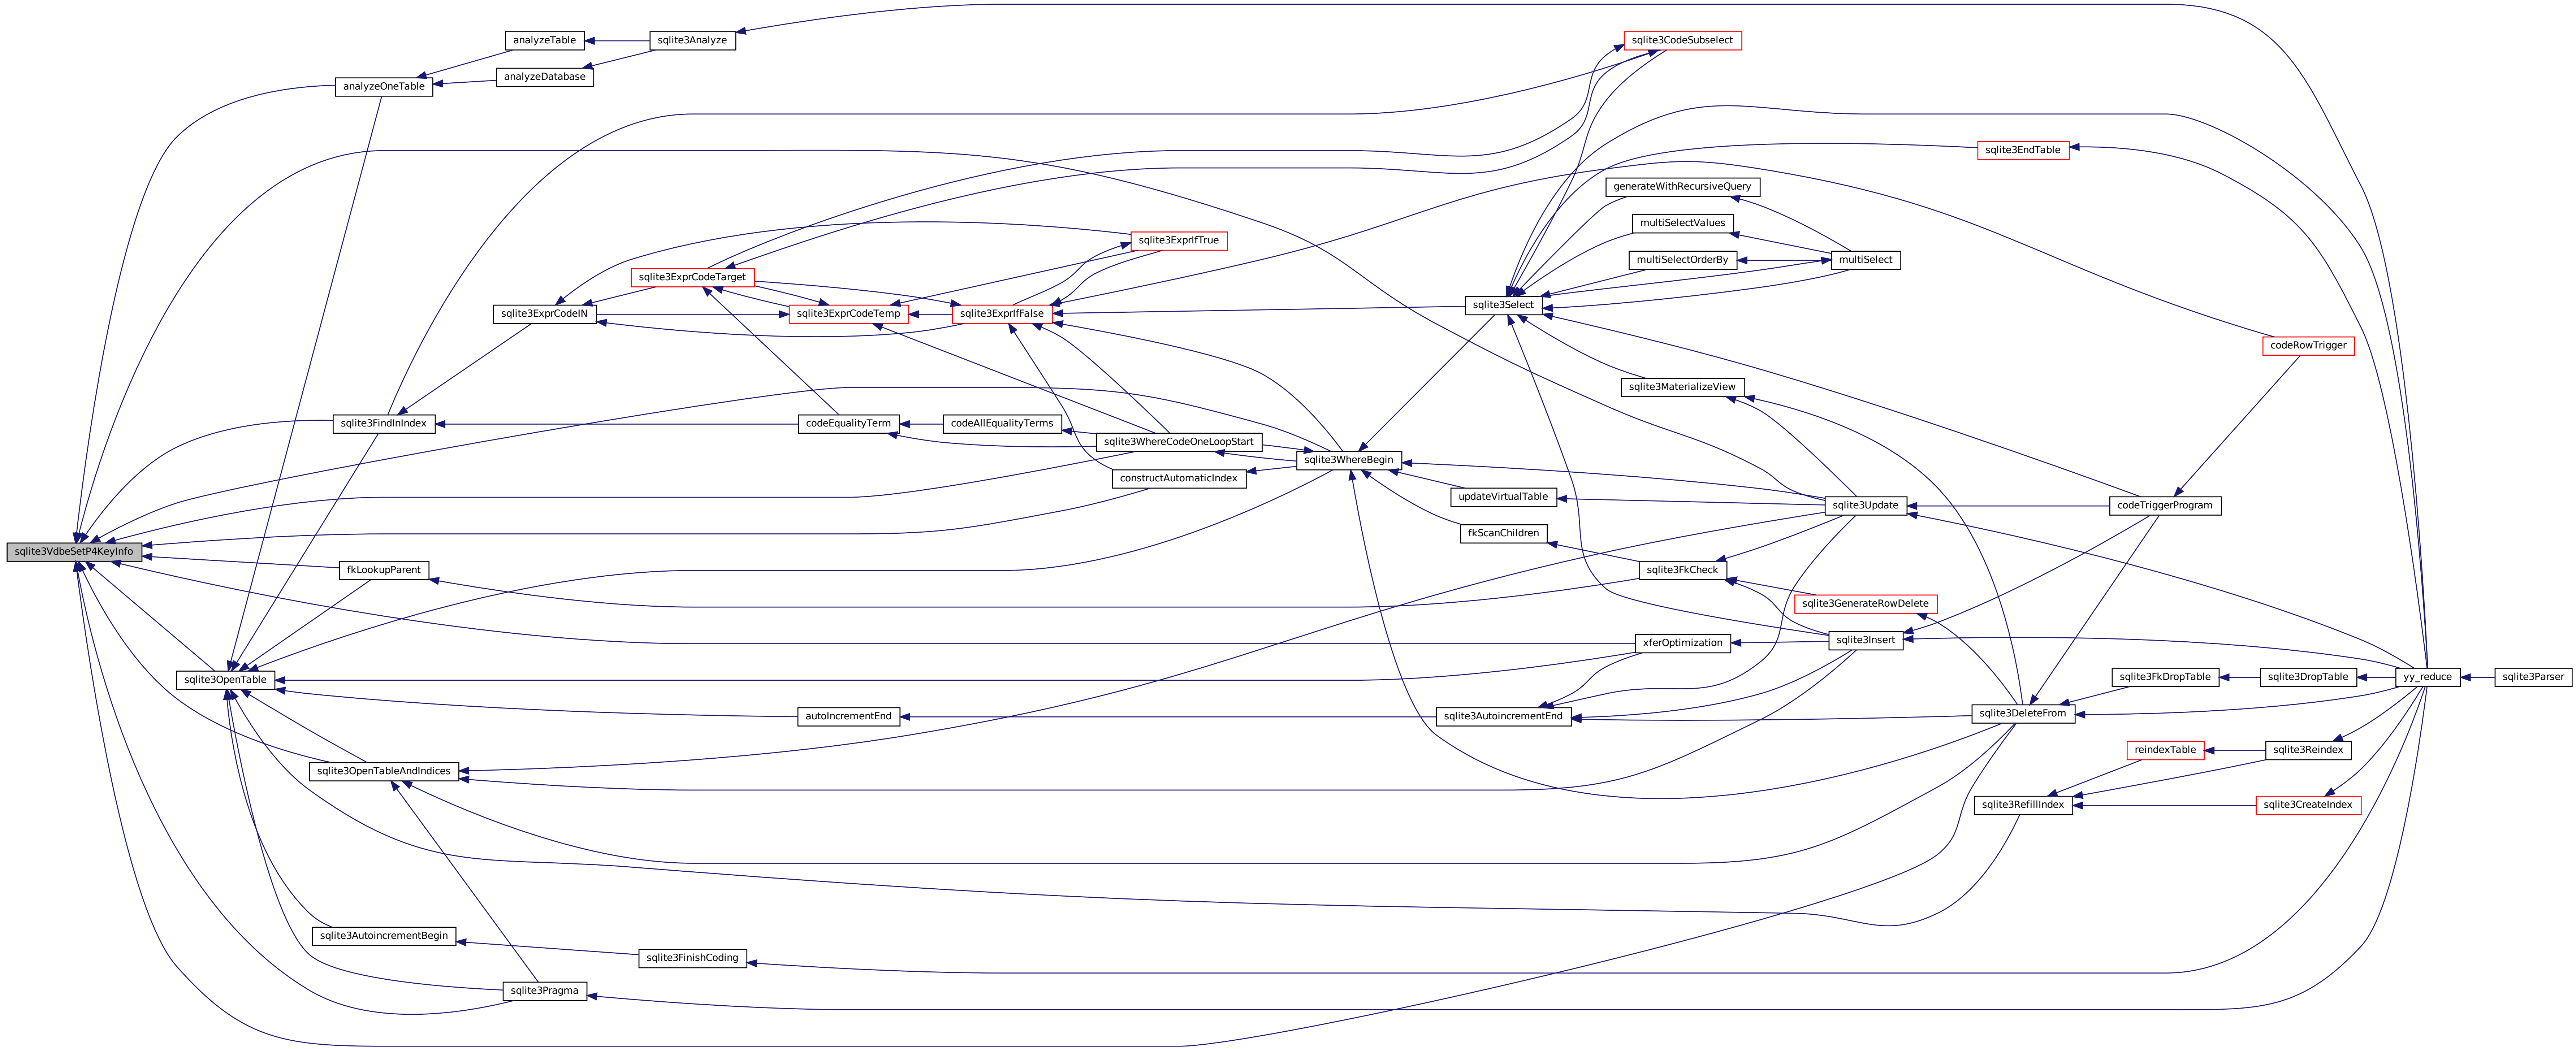 sqlite3VdbeSetP4KeyInfo
analyzeOneTable
sqlite3FindInIndex
fkLookupParent
sqlite3OpenTable
sqlite3OpenTableAndIndices
sqlite3AutoincrementBegin
analyzeTable
analyzeDatabase
sqlite3ExprCodeIN
sqlite3Pragma
sqlite3Analyze
sqlite3ExprCodeTarget
sqlite3FinishCoding
sqlite3ExprCodeTemp
codeEqualityTerm
autoIncrementEnd
sqlite3ExprIfFalse
codeAllEqualityTerms
sqlite3ExprIfTrue
sqlite3WhereCodeOneLoopStart
constructAutomaticIndex
sqlite3WhereBegin
sqlite3Select
updateVirtualTable
fkScanChildren
sqlite3AutoincrementEnd
sqlite3CodeSubselect
generateWithRecursiveQuery
multiSelectValues
multiSelectOrderBy
sqlite3MaterializeView
sqlite3FkCheck
xferOptimization
multiSelect
sqlite3Update
sqlite3GenerateRowDelete
sqlite3Insert
sqlite3EndTable
sqlite3DeleteFrom
sqlite3RefillIndex
codeTriggerProgram
sqlite3FkDropTable
reindexTable
codeRowTrigger
sqlite3DropTable
sqlite3Reindex
sqlite3CreateIndex
yy_reduce
sqlite3Parser